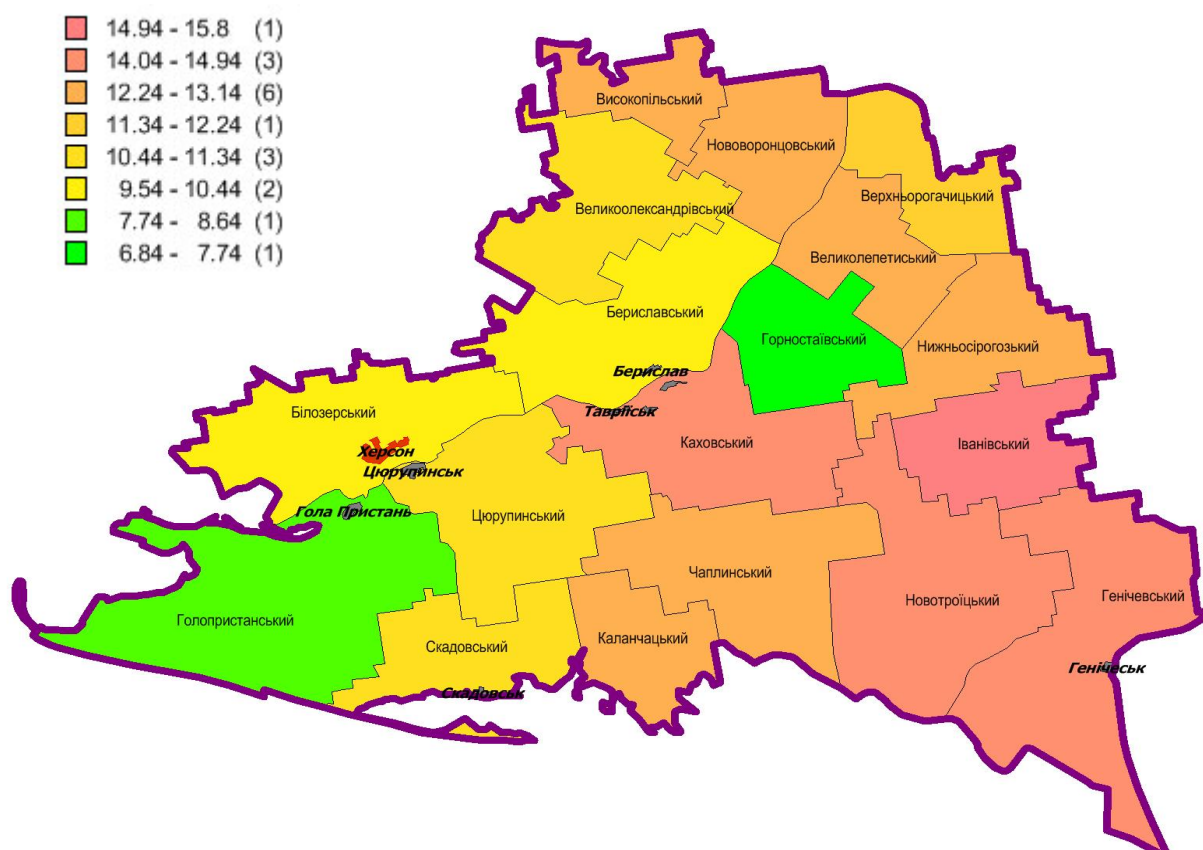 14.94 - 15.8 (1)
14.04 - 14.94 (3)
12.24 - 13.14 (6)
11.34 - 12.24 (1)
10.44 - 11.34 (3)
9.54 - 10.44 (2)
7.74 - 8.64 (1)
6.84 - 7.74 (1)
Високопільський
Нововоронцовський
Верхньорогачицький
Великоолександрівський
Великолепетиський
Бериславський
Горностаївський
Нижньосірогозький
Берислав
Таврійськ
Білозерський
Каховський
Іванівський
Херсон
Цюрупинськ
Гола Пристань
Цюрупинський
Чаплинський
Новотроїцький
Генічевський
Голопристанський
Скадовський
Каланчацький
Генічеськ
Скадовськ